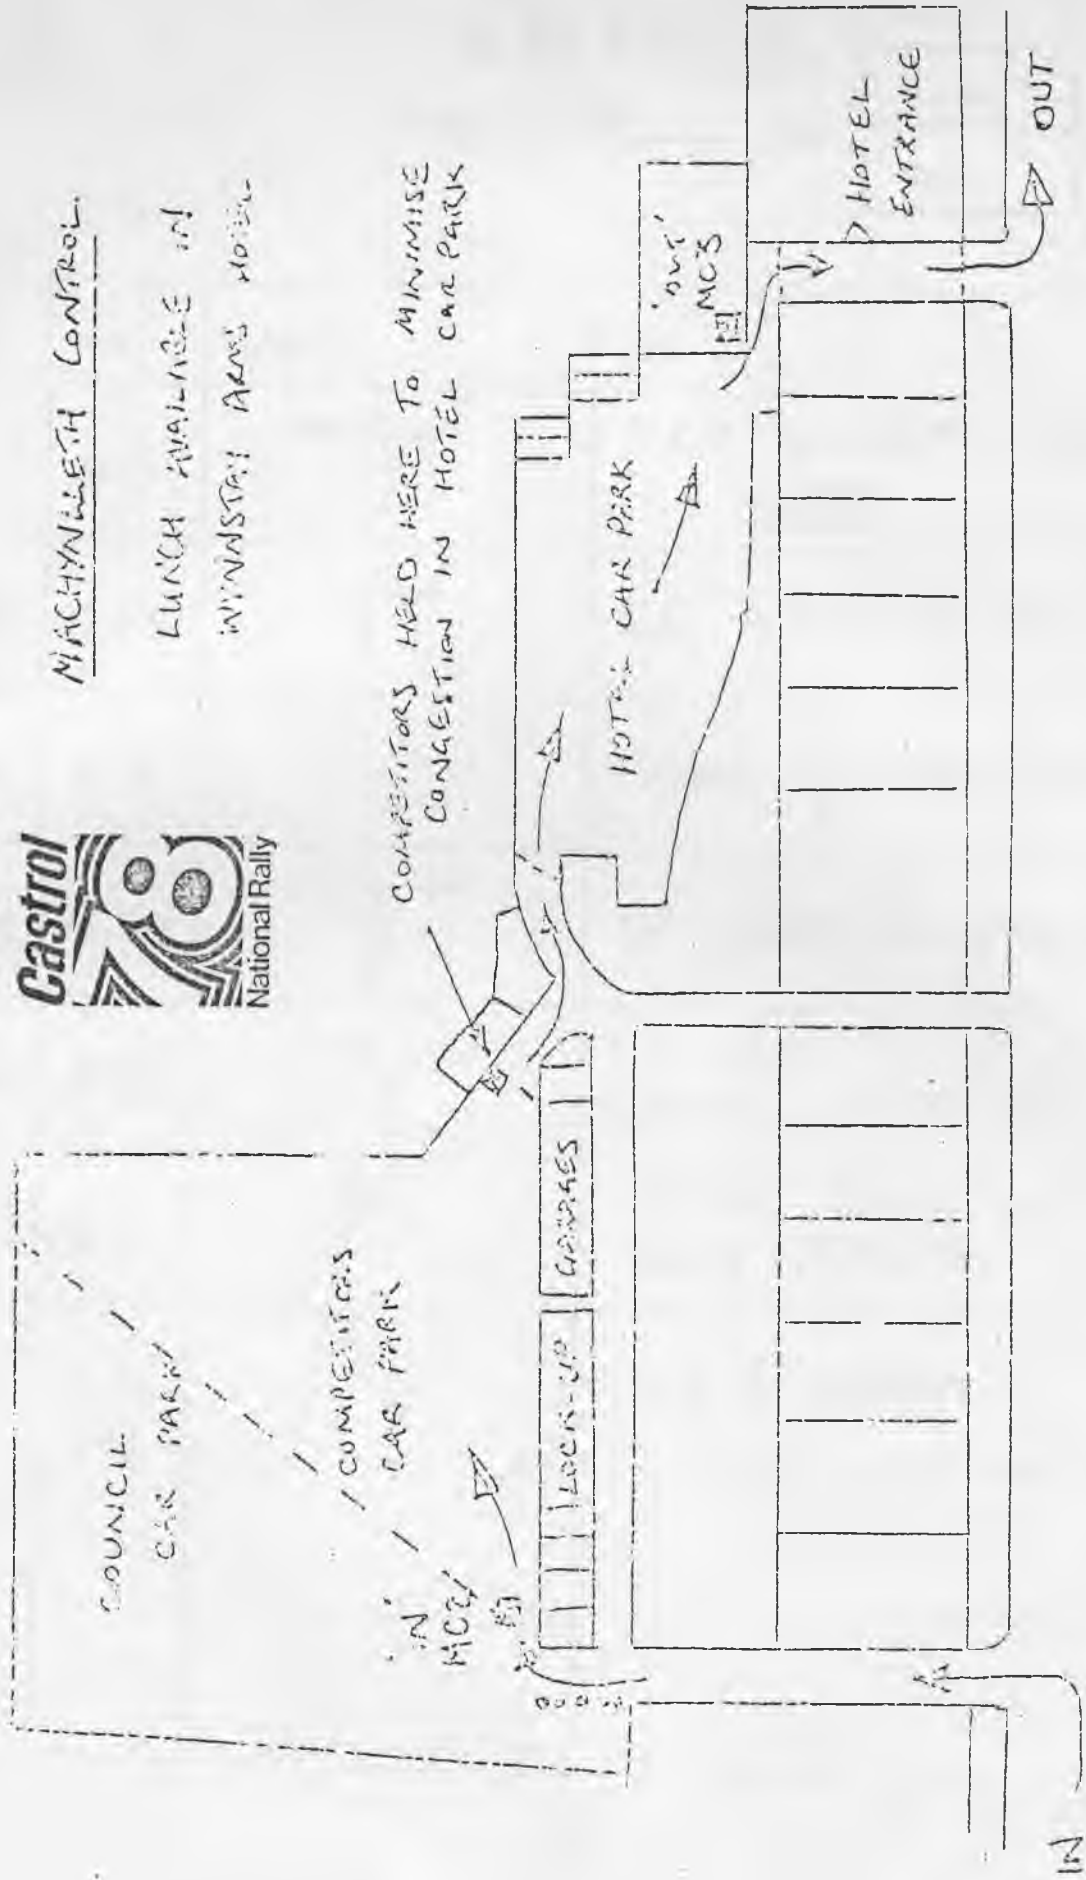 Castrol
78
National Rally
MACHYNLLETH CONTROL.
LUNCH AVAILABLE IN
WYNNSTAY ARMS HOTEL
COMPETITORS HELD HERE TO MINIMISE
CONGESTION IN HOTEL CAR PARK
COUNCIL
CAR PARK
COMPETITORS
CAR PARK
'IN'
MC2
LOCK-UP GARAGES
HOTEL CAR PARK
'OUT'
MC3
HOTEL
ENTRANCE
IN
OUT